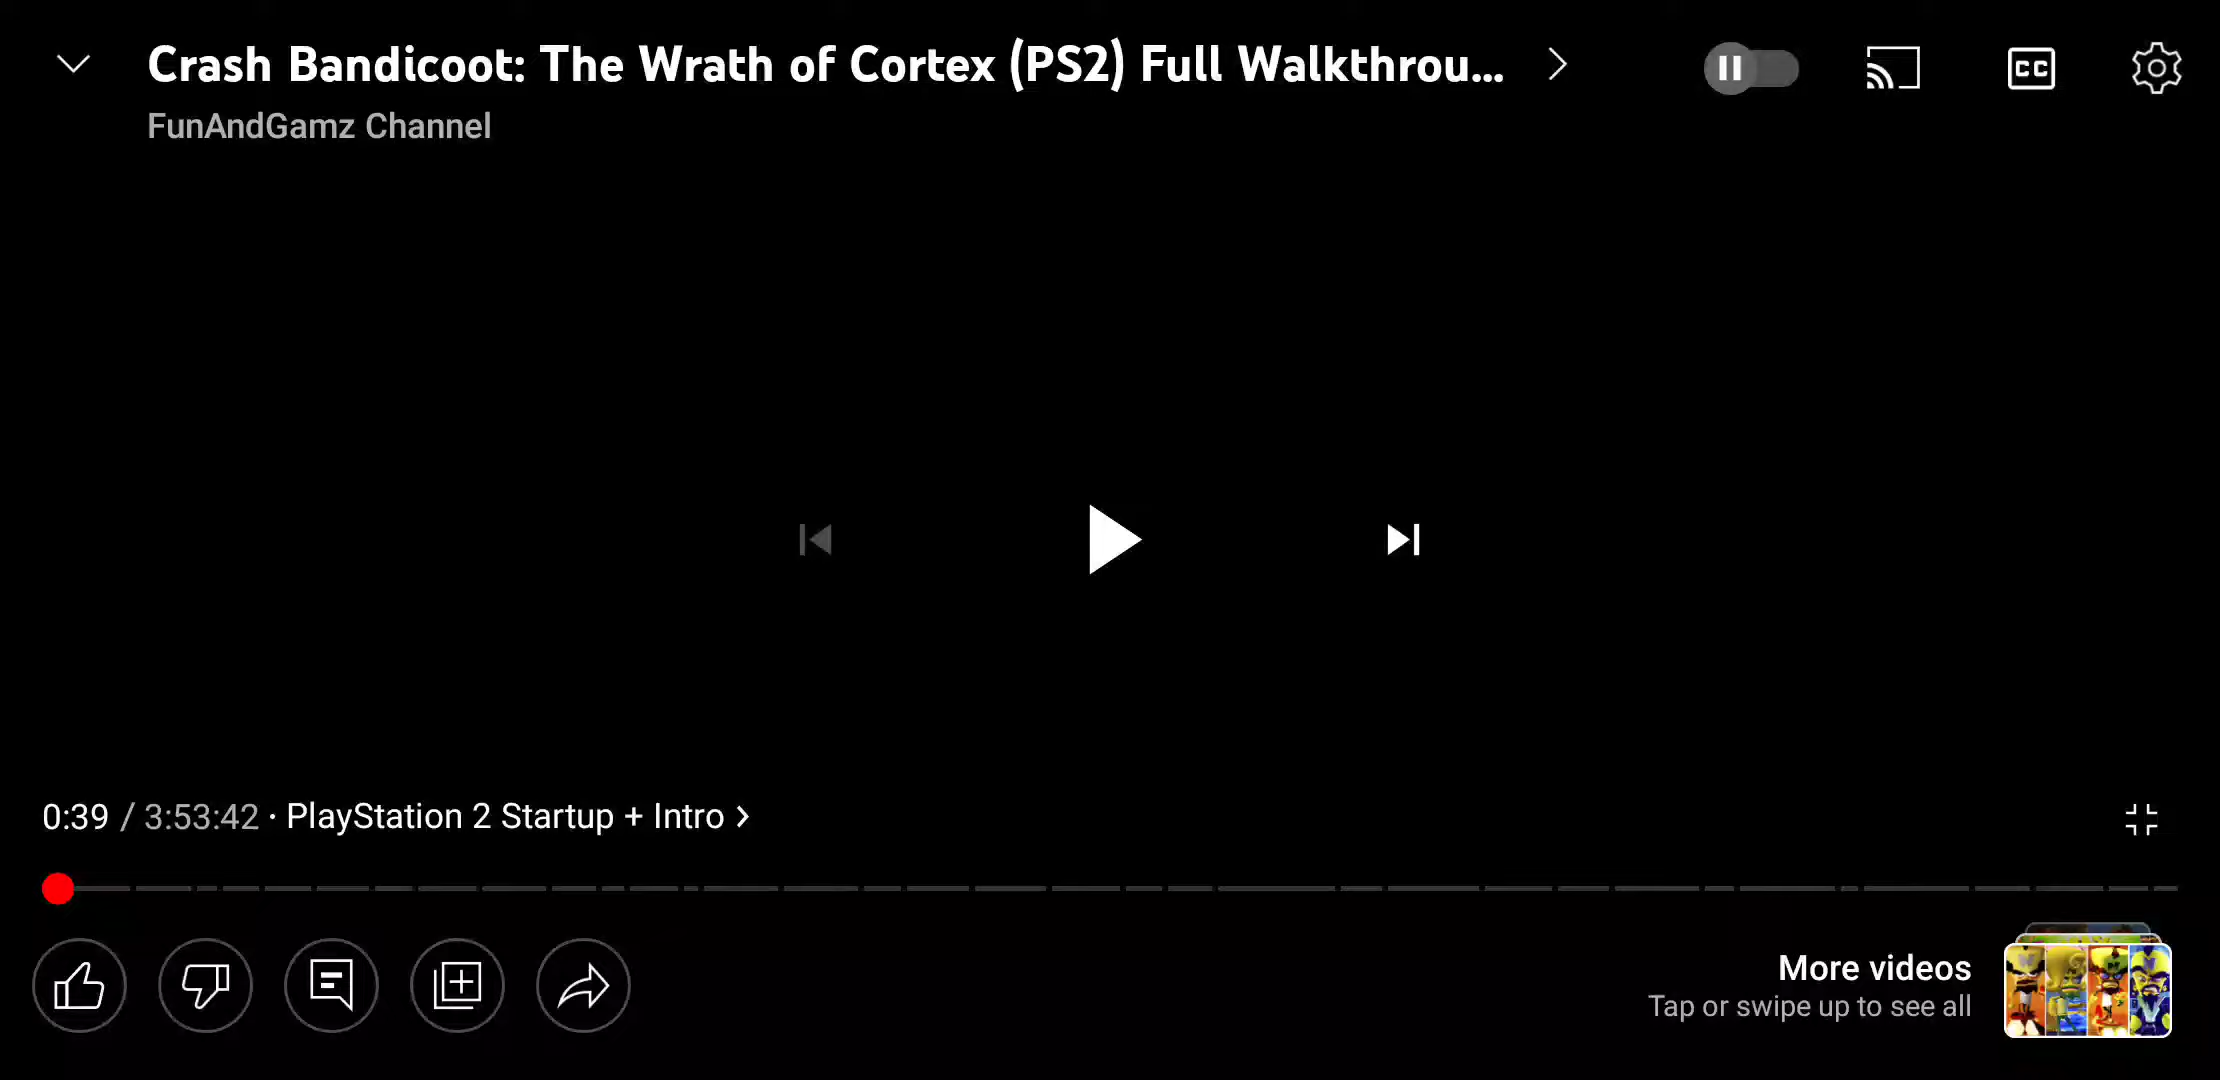 Crash Bandicoot: The Wrath of Cortex (PS2) Full Walkthrou...
FunAndGamz Channel
CC
0:39 / 3:53:42 · PlayStation 2 Startup + Intro
More videos
Tap or swipe up to see all